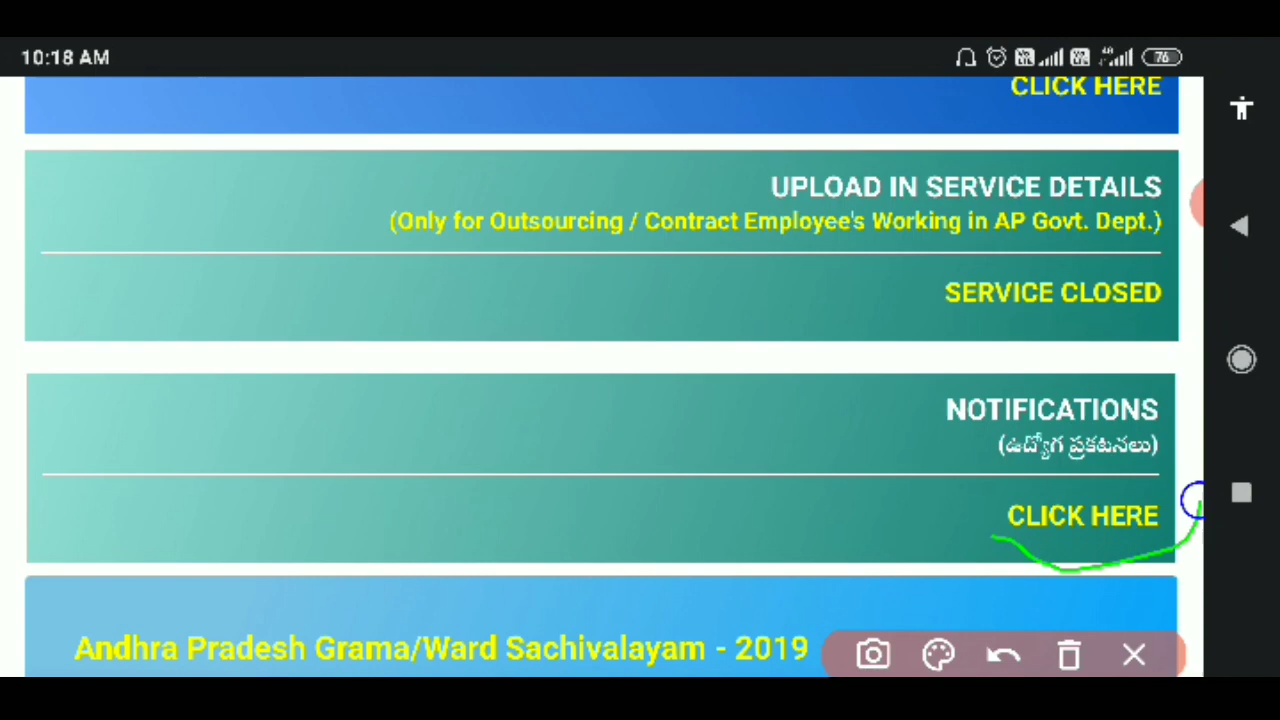 10:18 AM
76
CLICK HERE
UPLOAD IN SERVICE DETAILS
(Only for Outsourcing / Contract Employee's Working in AP Govt. Dept.)
SERVICE CLOSED
NOTIFICATIONS
(ఉద్యోగ ప్రకటనలు)
CLICK HERE
Andhra Pradesh Grama/Ward Sachivalayam - 2019